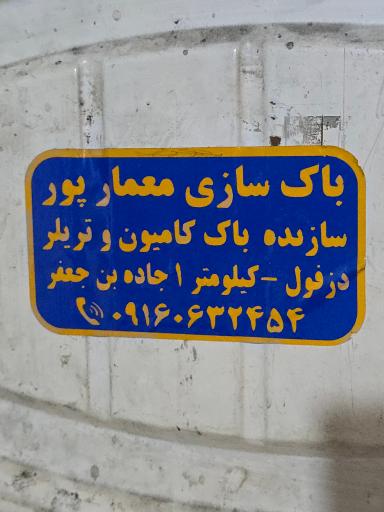 باک سازی معمار پور
سازنده باک کامیون و تریلر
دزفول - کیلومتر ۱ جاده بن جعفر
۰۹۱۶۰۶۳۲۴۵۴